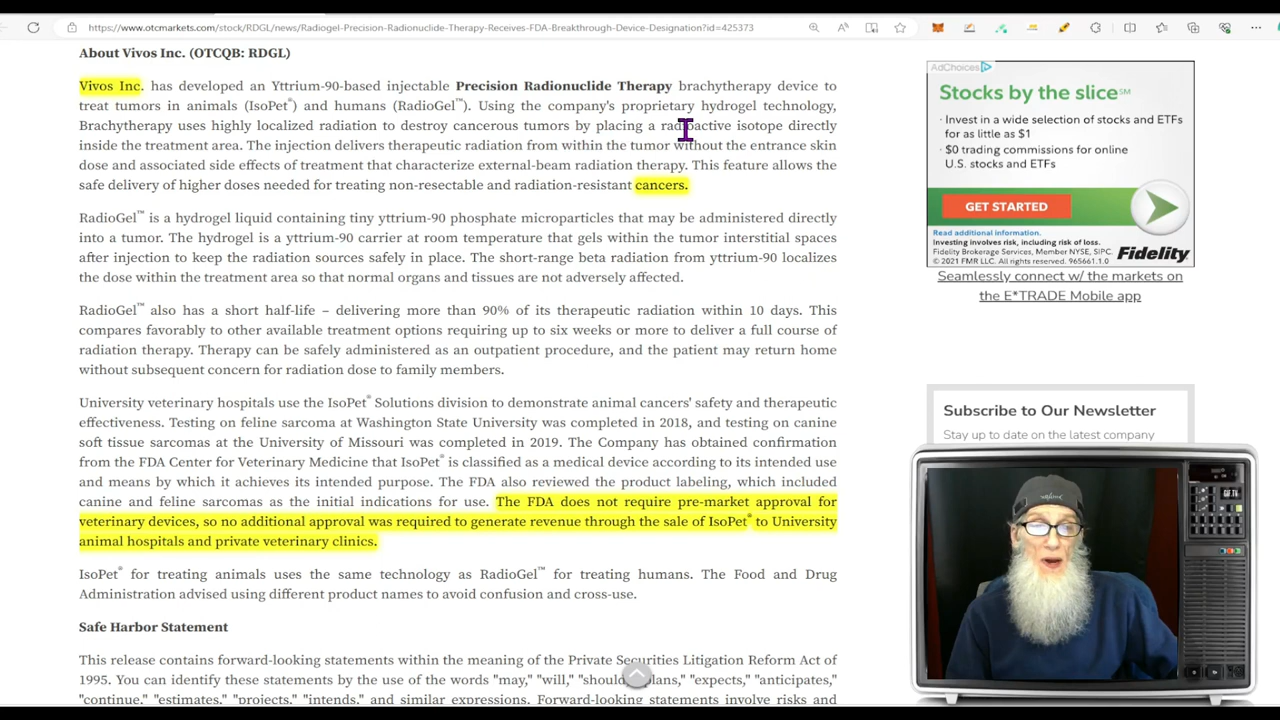 https://www.otcmarkets.com/stock/RDGL/news/Radiogel-Precision-Radionuclide-Therapy-Receives-FDA-Breakthrough-Device-Designation?id=425373
About Vivos Inc. (OTCQB: RDGL)
Vivos Inc. has developed an Yttrium-90-based injectable Precision Radionuclide Therapy brachytherapy device to
treat tumors in animals (IsoPet®) and humans (RadioGel™). Using the company's proprietary hydrogel technology,
Brachytherapy uses highly localized radiation to destroy cancerous tumors by placing a radioactive isotope directly
inside the treatment area. The injection delivers therapeutic radiation from within the tumor without the entrance skin
dose and associated side effects of treatment that characterize external-beam radiation therapy. This feature allows the
safe delivery of higher doses needed for treating non-resectable and radiation-resistant cancers.
RadioGel™ is a hydrogel liquid containing tiny yttrium-90 phosphate microparticles that may be administered directly
into a tumor. The hydrogel is a yttrium-90 carrier at room temperature that gels within the tumor interstitial spaces
after injection to keep the radiation source safely in place. The short-range beta radiation from yttrium-90 localizes
the dose within the treatment area so that normal organs and tissues are not adversely affected.
RadioGel™ also has a short half-life – delivering more than 90% of its therapeutic radiation within 10 days. This
compares favorably to other available treatment options requiring up to six weeks or more to deliver a full course of
radiation therapy. Therapy can be safely administered as an outpatient procedure, and the patient may return home
without subsequent concern for radiation dose to family members.
University veterinary hospitals use the IsoPet® Solutions division to demonstrate animal cancers' safety and therapeutic
effectiveness. Testing on feline sarcoma at Washington State University was completed in 2018, and testing on canine
soft tissue sarcomas at the University of Missouri was completed in 2019. The Company has obtained confirmation
from the FDA Center for Veterinary Medicine that IsoPet® is classified as a medical device according to its intended use
and means by which it achieves its intended purpose. The FDA also reviewed the product labeling, which included
canine and feline sarcomas as the initial indications for use. The FDA does not require pre-market approval for
veterinary devices, so no additional approval was required to generate revenue through the sale of IsoPet® to University
animal hospitals and private veterinary clinics.
IsoPet® for treating animals uses the same technology as RadioGel™ for treating humans. The Food and Drug
Administration advised using different product names to avoid confusion and cross-use.
Safe Harbor Statement
This release contains forward-looking statements within the meaning of the Private Securities Litigation Reform Act of
1995. You can identify these statements by the use of the words "may," "will," "should," "plans," "expects," "anticipates,"
"continue," "estimates," "projects," "intends," and similar expressions. Forward-looking statements involve risks and
AdChoices
Stocks by the slice℠
• Invest in a wide selection of stocks and ETFs
for as little as $1
• $0 trading commissions for online
U.S. stocks and ETFs
GET STARTED
Read additional information.
Investing involves risk, including risk of loss.
Fidelity Brokerage Services, Member NYSE, SIPC.
© 2021 FMR LLC. All rights reserved. 965661.1.0
Fidelity
Seamlessly connect w/ the markets on
the E*TRADE Mobile app
Subscribe to Our Newsletter
Stay up to date on the latest company
GIF TV